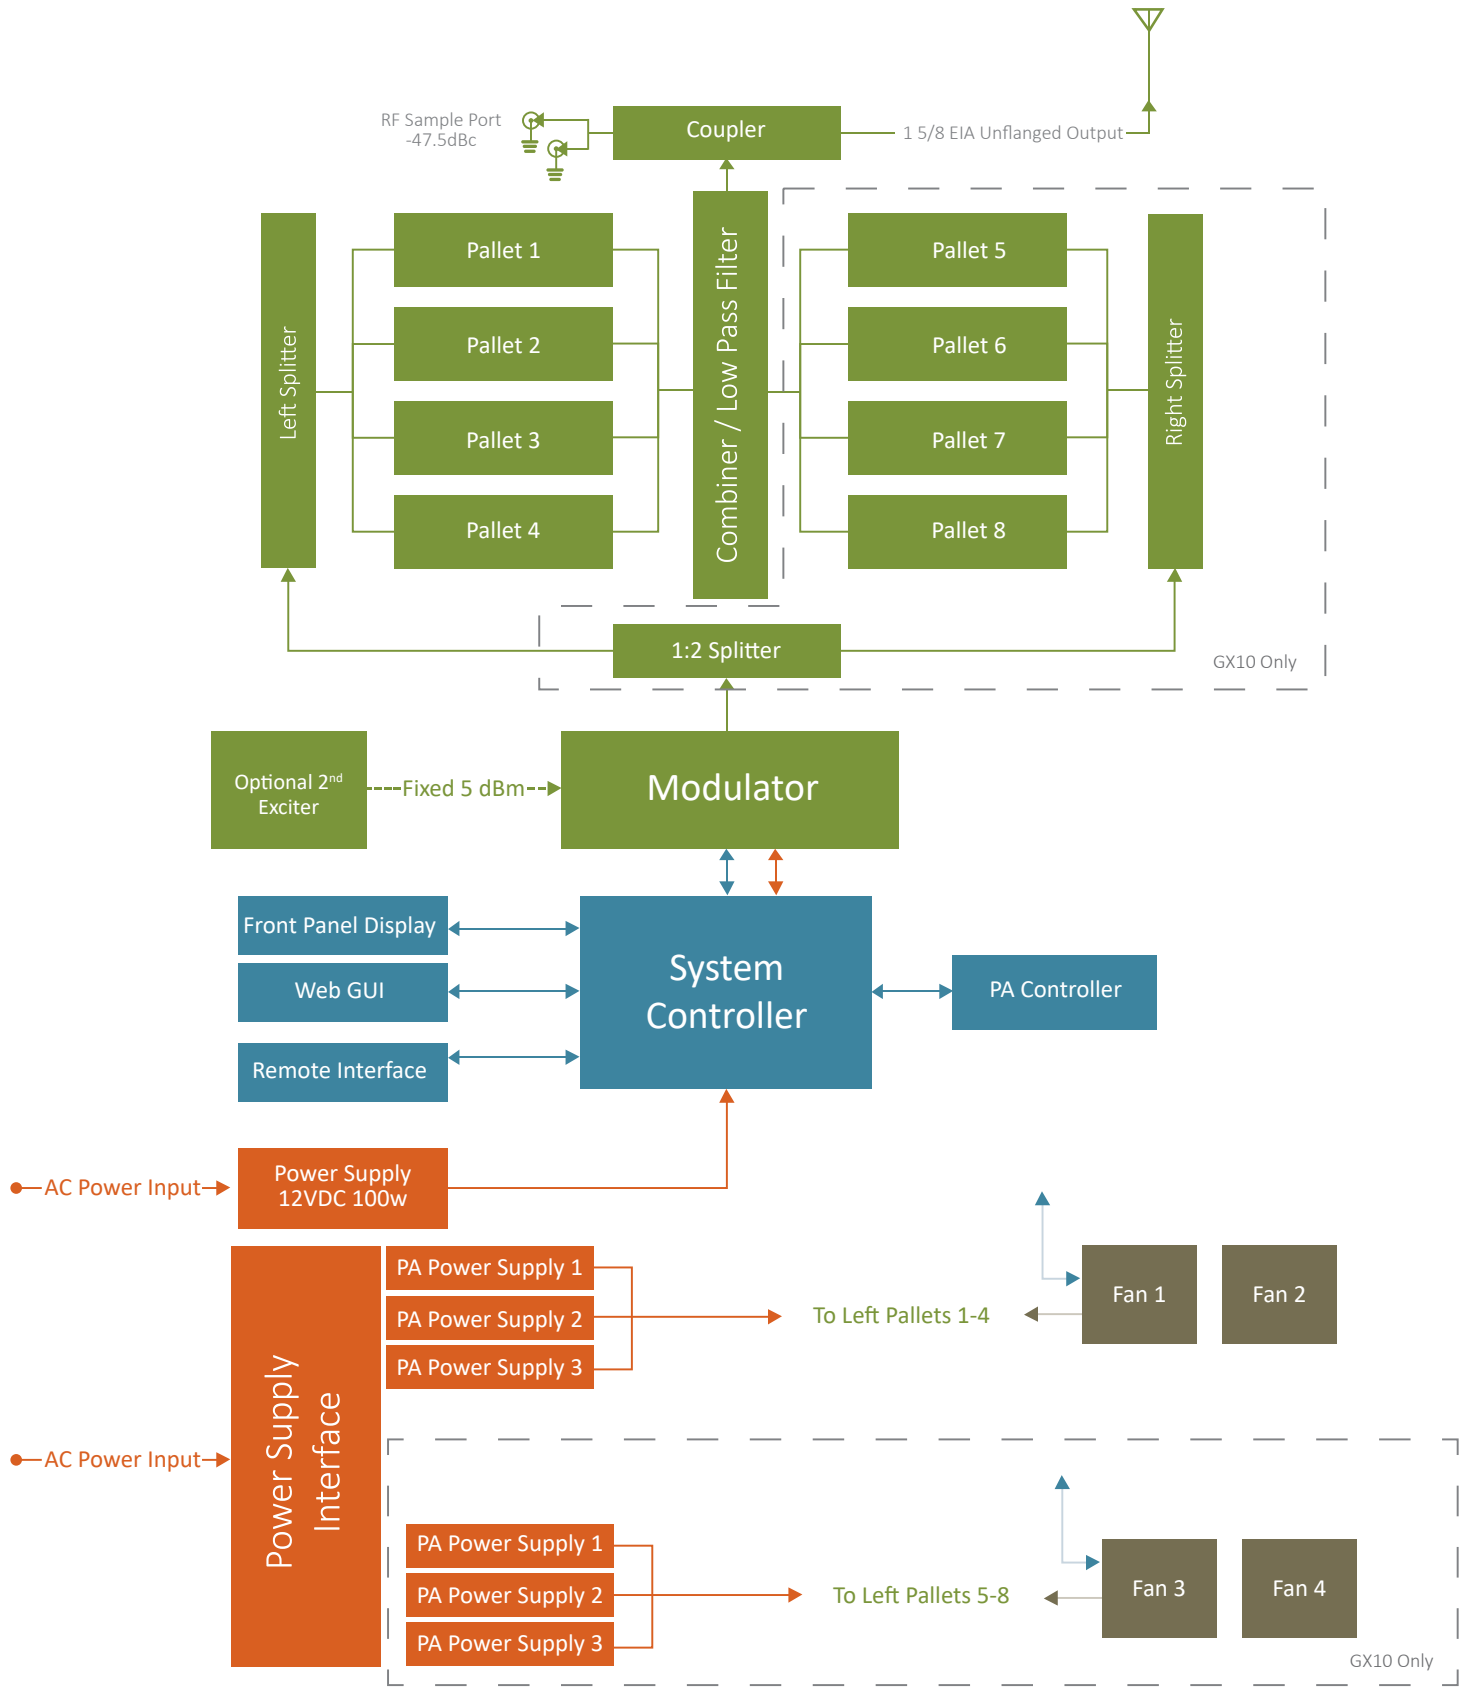 RF Sample Port
-47.5dBc
Coupler
1 5/8 EIA Unflanged Output
Left Splitter
Pallet 1
Pallet 2
Pallet 3
Pallet 4
Combiner / Low Pass Filter
Pallet 5
Pallet 6
Pallet 7
Pallet 8
Right Splitter
1:2 Splitter
GX10 Only
Optional 2nd
Exciter
Fixed 5 dBm
Modulator
Front Panel Display
Web GUI
Remote Interface
System
Controller
PA Controller
AC Power Input
Power Supply
12VDC 100w
AC Power Input
Power Supply
Interface
PA Power Supply 1
PA Power Supply 2
PA Power Supply 3
To Left Pallets 1-4
Fan 1
Fan 2
PA Power Supply 1
PA Power Supply 2
PA Power Supply 3
To Left Pallets 5-8
Fan 3
Fan 4
GX10 Only